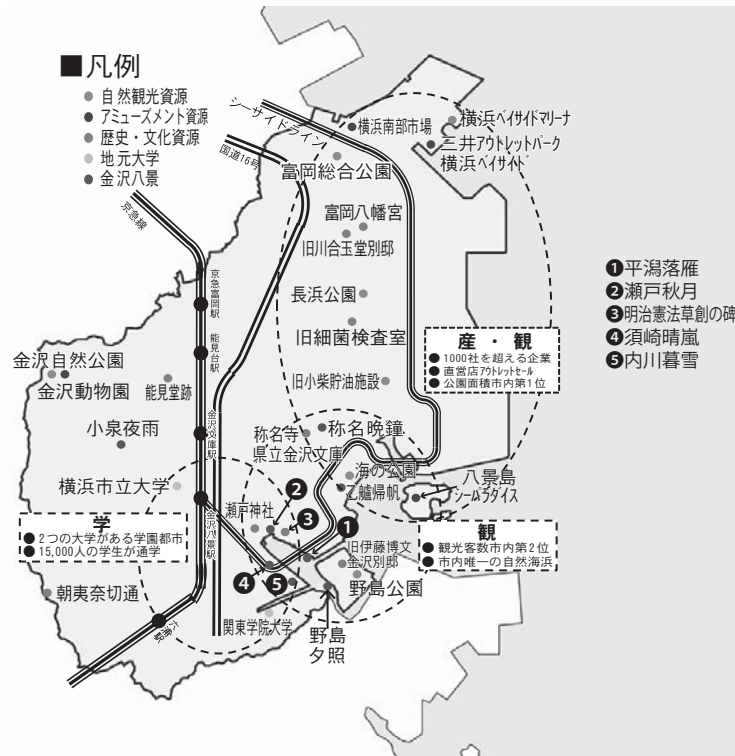 ■凡例
● 自然観光資源
● アミューズメント資源
● 歴史・文化資源
● 地元大学
● 金沢八景
シーサイドライン
国道16号
京急線
横浜南部市場
横浜ベイサイドマリーナ
三井アウトレットパーク
横浜ベイサイド
富岡総合公園
富岡八幡宮
旧川合玉堂別邸
長浜公園
旧細菌検査室
旧小柴貯油施設
京急富岡駅
能見台駅
金沢文庫駅
金沢八景駅
六浦駅
金沢自然公園
金沢動物園
能見堂跡
小泉夜雨
横浜市立大学
称名寺
県立金沢文庫
称名晩鐘
海の公園
乙艫帰帆
八景島
シーパラダイス
瀬戸神社
❷
❸
❶
❹
❺
旧伊藤博文
金沢別邸
野島公園
野島
夕照
関東学院大学
朝夷奈切通
産・観
● 1000社を超える企業
● 直営店アウトレットセール
● 公園面積市内第1位
学
● 2つの大学がある学園都市
● 15,000人の学生が通学
観
● 観光客数市内第2位
● 市内唯一の自然海浜
❶平潟落雁
❷瀬戸秋月
❸明治憲法草創の碑
❹須崎晴嵐
❺内川暮雪